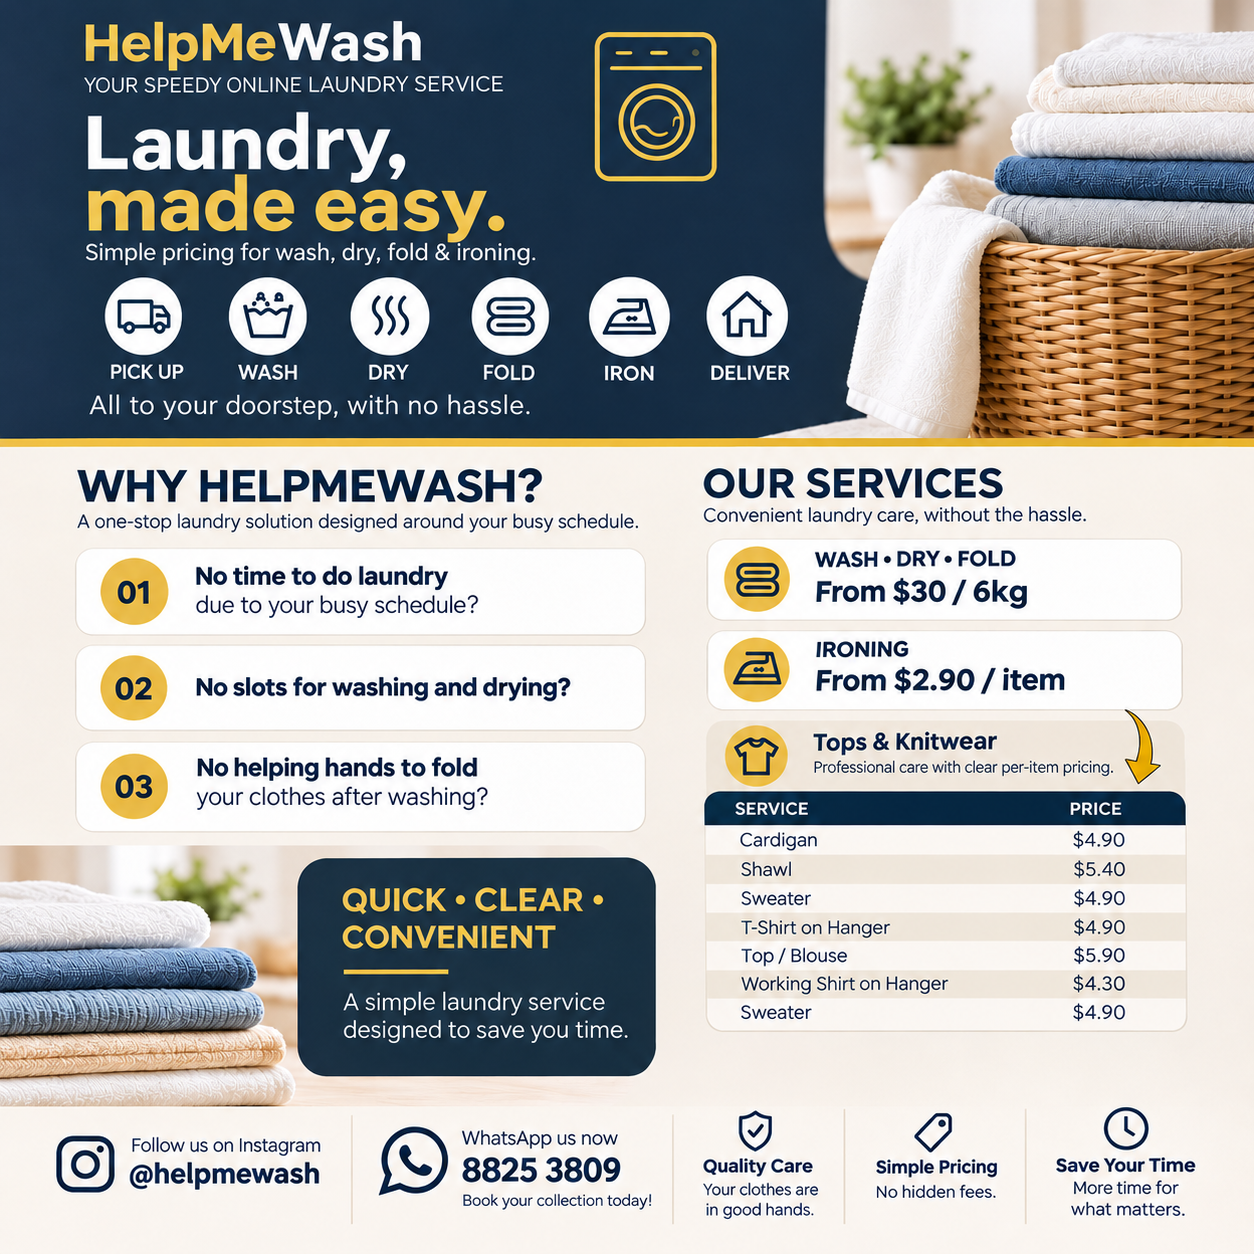 HelpMeWash
YOUR SPEEDY ONLINE LAUNDRY SERVICE
Laundry,
made easy.
Simple pricing for wash, dry, fold & ironing.
PICK UP
WASH
DRY
FOLD
IRON
DELIVER
All to your doorstep, with no hassle.
WHY HELPMEWASH?
A one-stop laundry solution designed around your busy schedule.
01
No time to do laundry
due to your busy schedule?
02
No slots for washing and drying?
03
No helping hands to fold
your clothes after washing?
QUICK • CLEAR •
CONVENIENT
A simple laundry service
designed to save you time.
OUR SERVICES
Convenient laundry care, without the hassle.
WASH • DRY • FOLD
From $30 / 6kg
IRONING
From $2.90 / item
Tops & Knitwear
Professional care with clear per-item pricing.
SERVICE PRICE
Cardigan $4.90
Shawl $5.40
Sweater $4.90
T-Shirt on Hanger $4.90
Top / Blouse $5.90
Working Shirt on Hanger $4.30
Sweater $4.90
Follow us on Instagram
@helpmewash
WhatsApp us now
8825 3809
Book your collection today!
Quality Care
Your clothes are
in good hands.
Simple Pricing
No hidden fees.
Save Your Time
More time for
what matters.